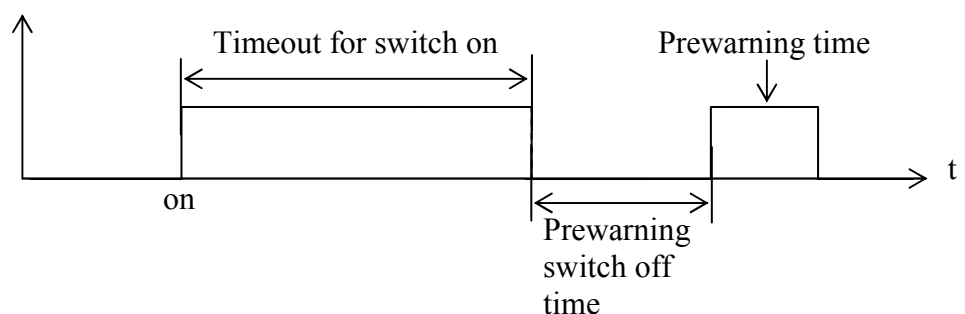 Timeout for switch on
Prewarning time
t
on
Prewarning
switch off
time